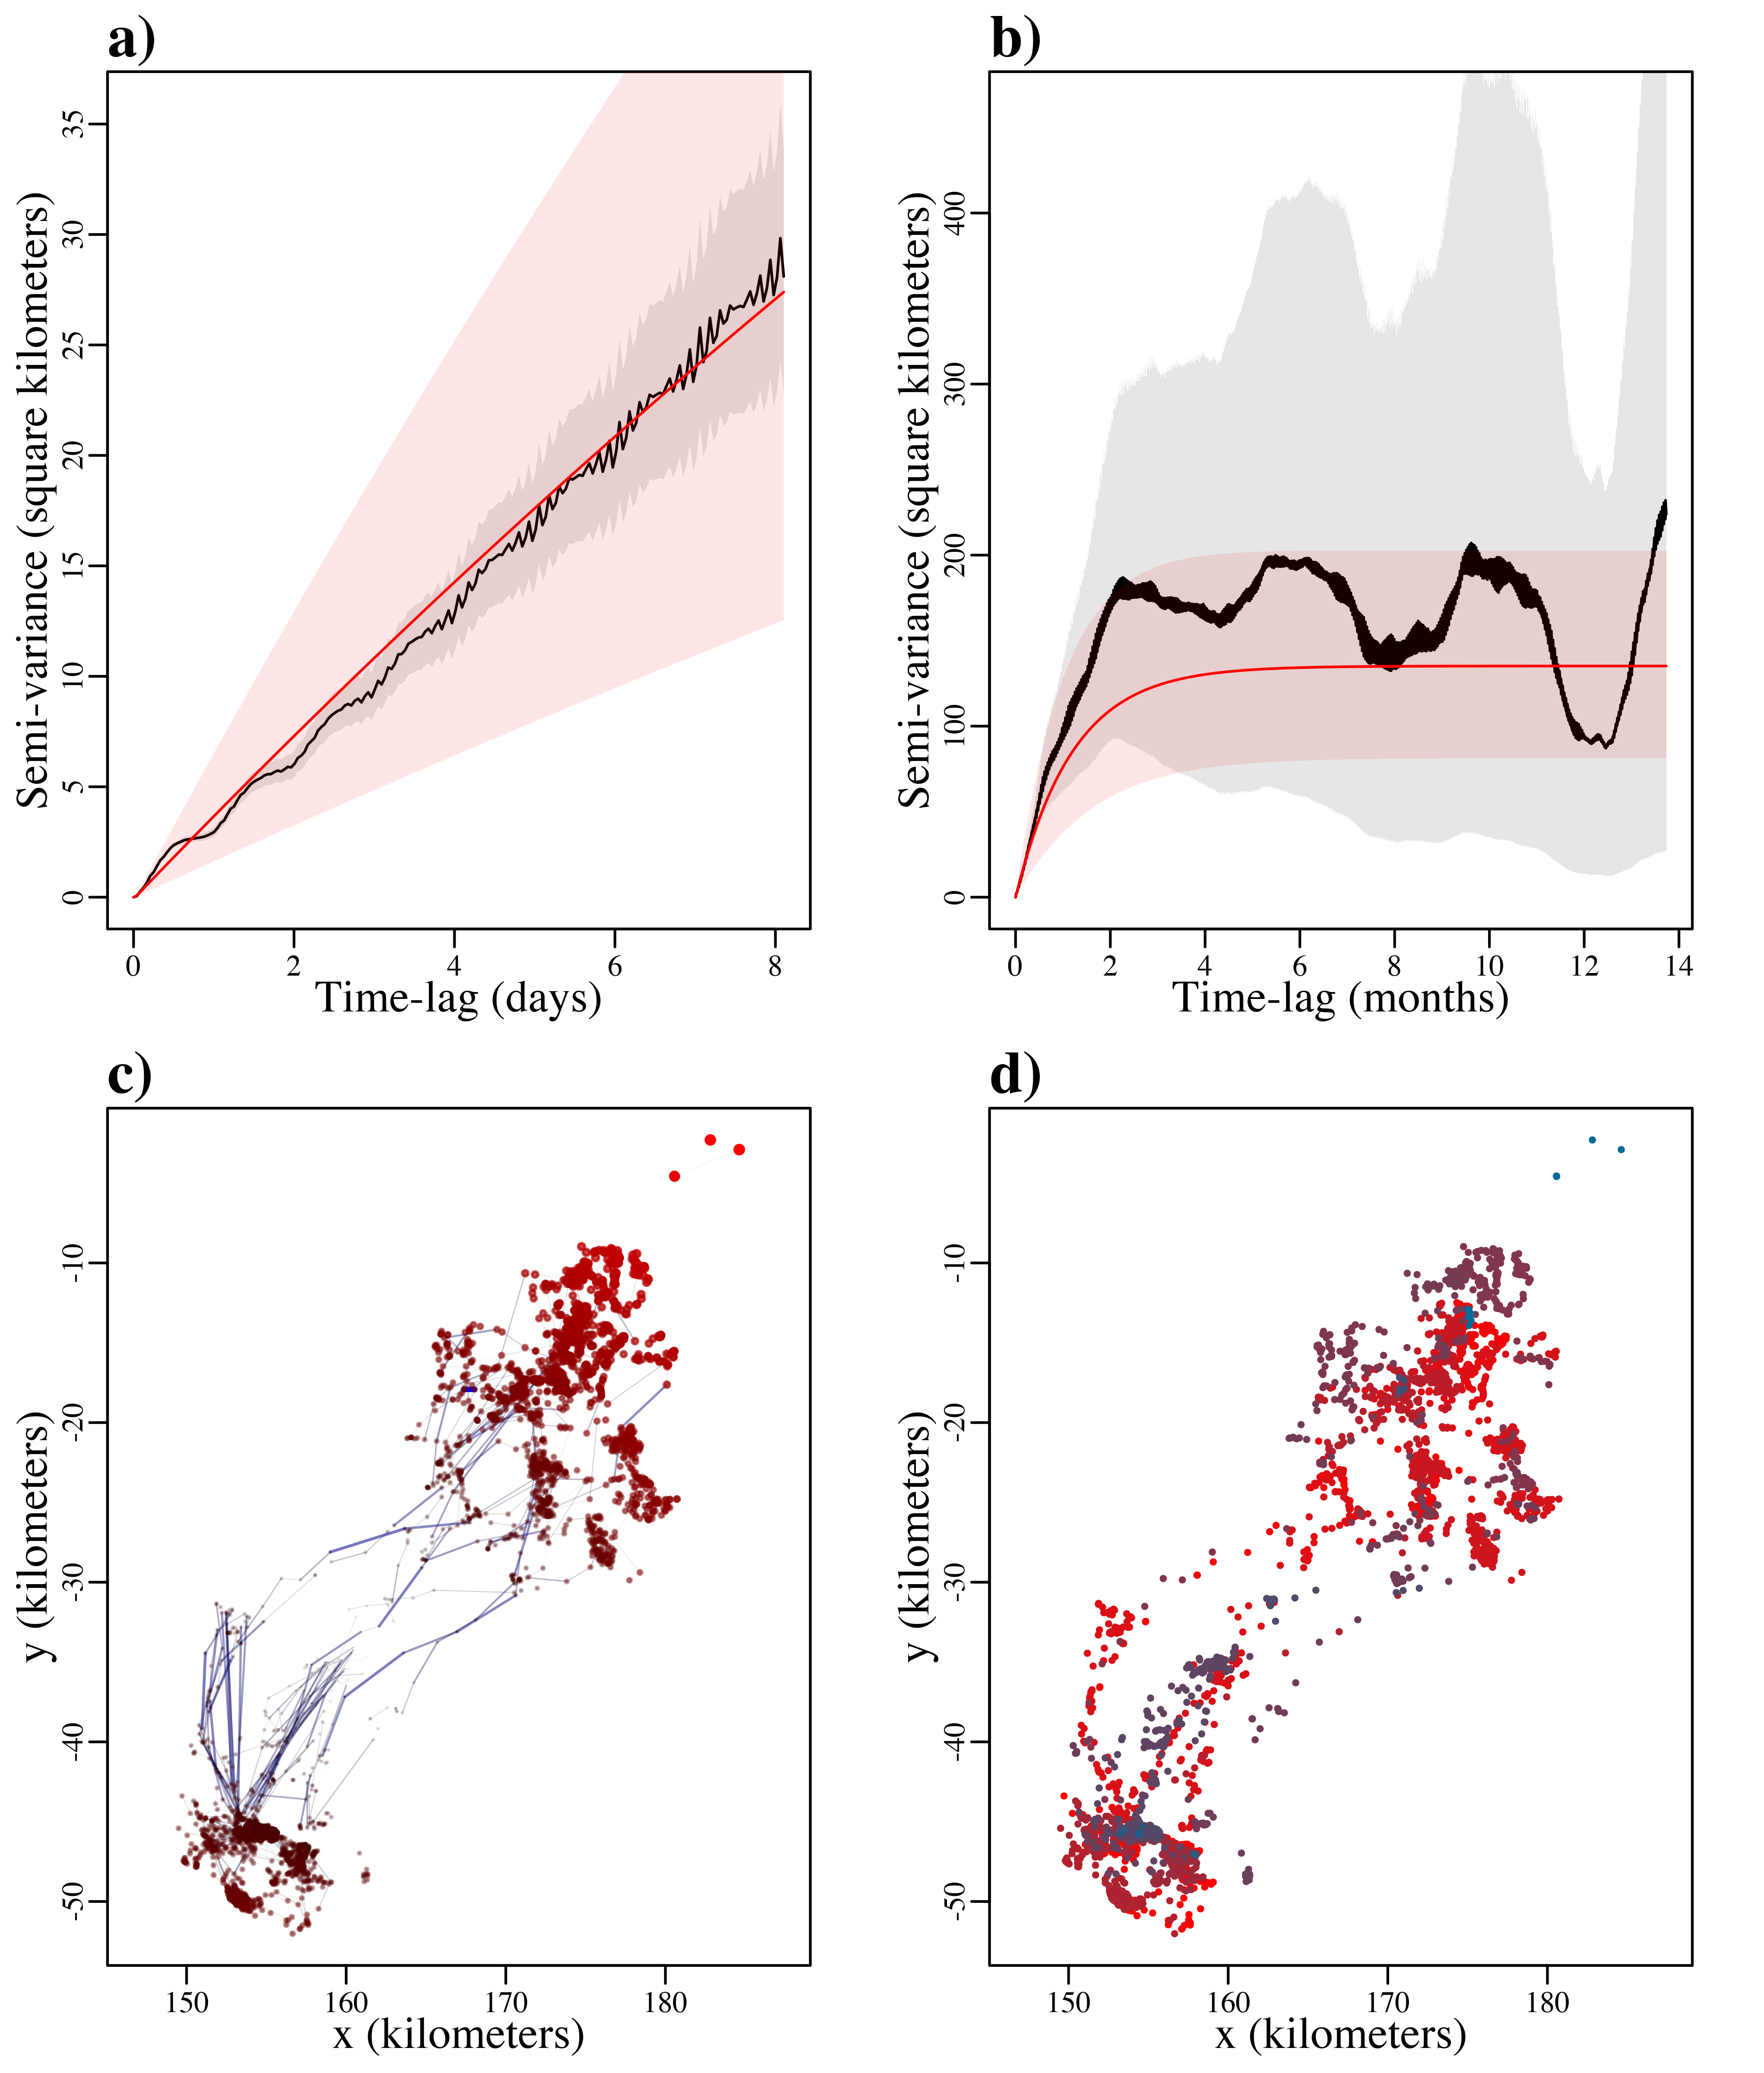 a)
Semi-variance (square kilometers)
0 5 10 15 20 25 30 35
0 2 4 6 8
Time-lag (days)
b)
Semi-variance (square kilometers)
0 100 200 300 400
0 2 4 6 8 10 12 14
Time-lag (months)
c)
y (kilometers)
-50 -40 -30 -20 -10
150 160 170 180
x (kilometers)
d)
y (kilometers)
-50 -40 -30 -20 -10
150 160 170 180
x (kilometers)